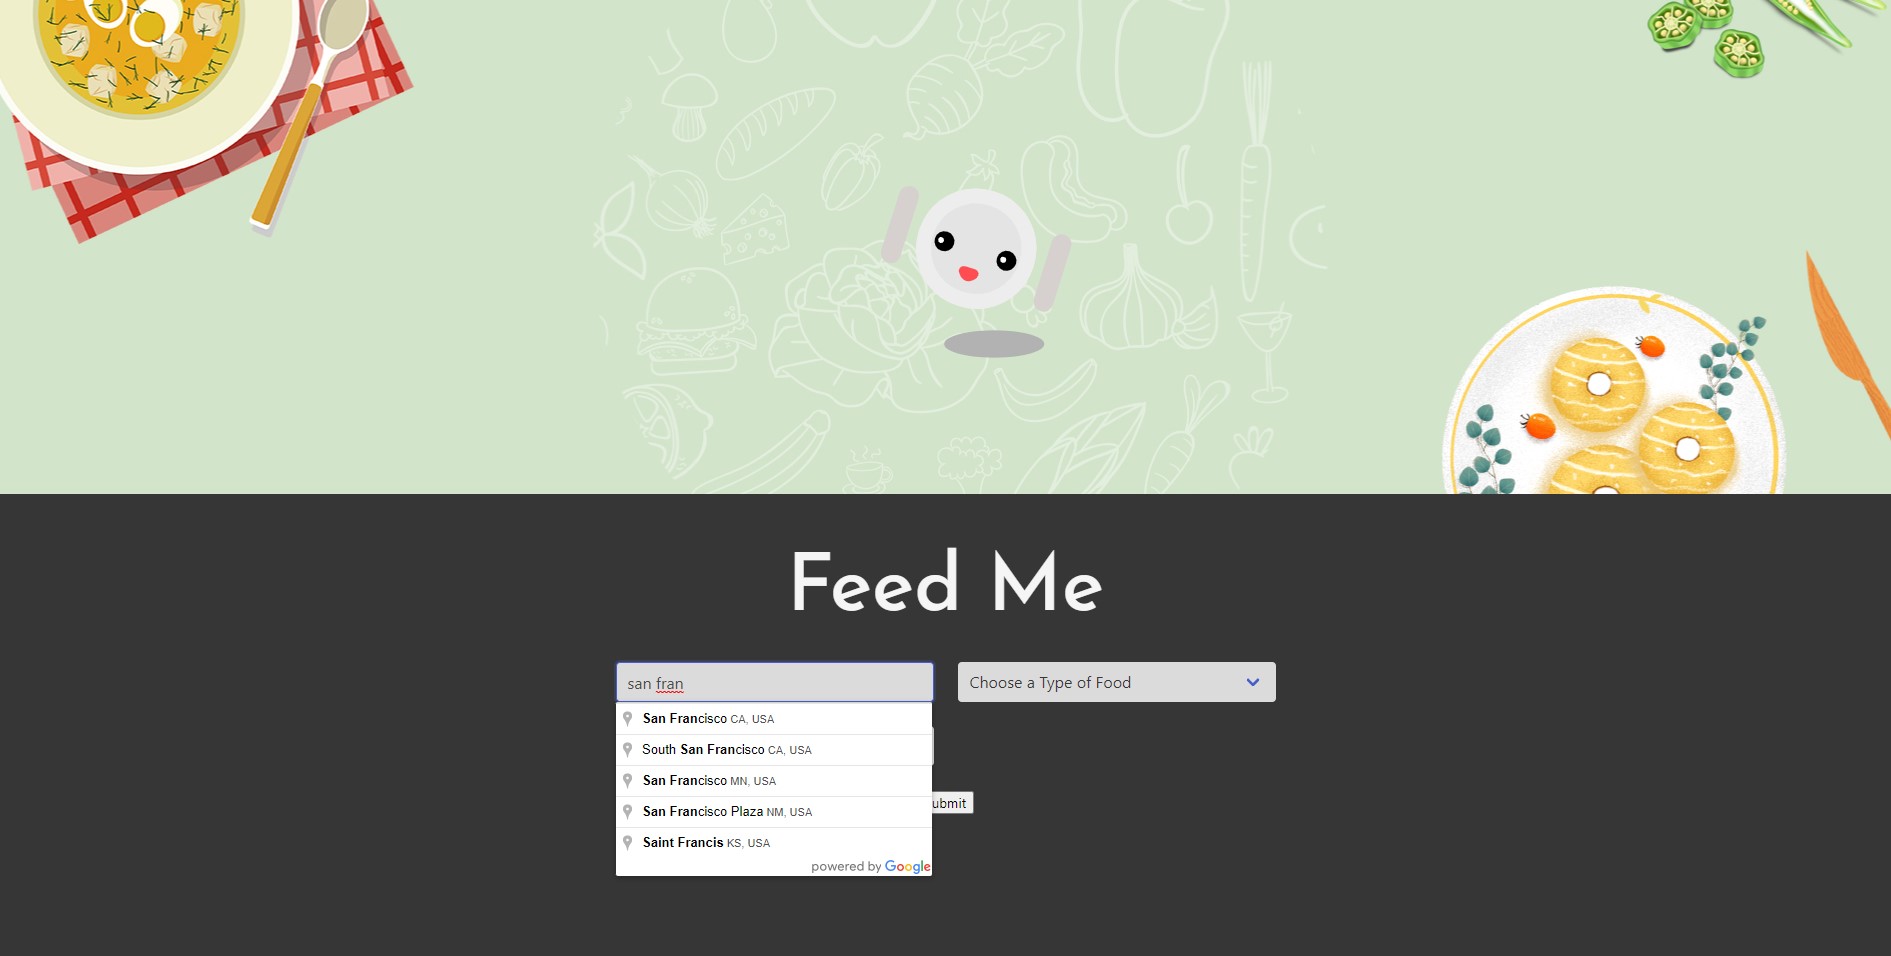 Feed Me
san fran
Choose a Type of Food
San Francisco CA, USA
South San Francisco CA, USA
San Francisco MN, USA
San Francisco Plaza NM, USA
ubmit
Saint Francis KS, USA
powered by Google